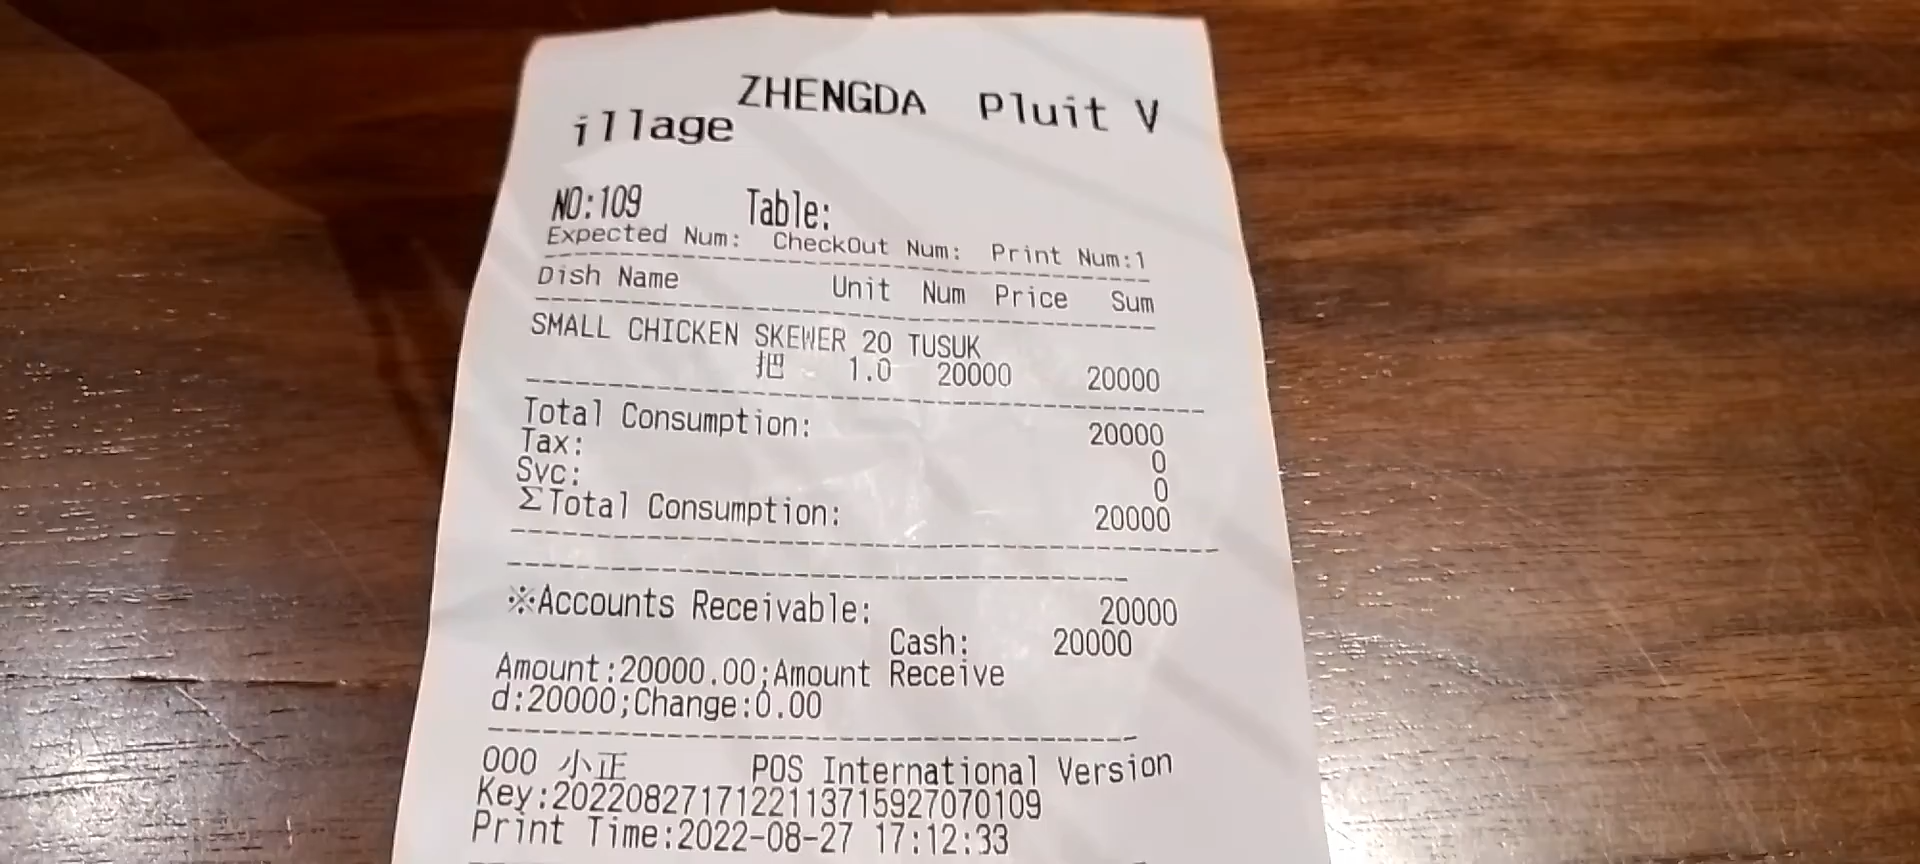 ZHENGDA Pluit V
illage
NO:109 Table:
Expected Num: CheckOut Num: Print Num:1
Dish Name Unit Num Price Sum
SMALL CHICKEN SKEWER 20 TUSUK
把 1.0 20000 20000
Total Consumption: 20000
Tax: 0
Svc: 0
ΣTotal Consumption: 20000
※Accounts Receivable: 20000
Cash: 20000
Amount:20000.00;Amount Receive
d:20000;Change:0.00
000 小正 POS International Version
Key:2022082717122113715927070109
Print Time:2022-08-27 17:12:33